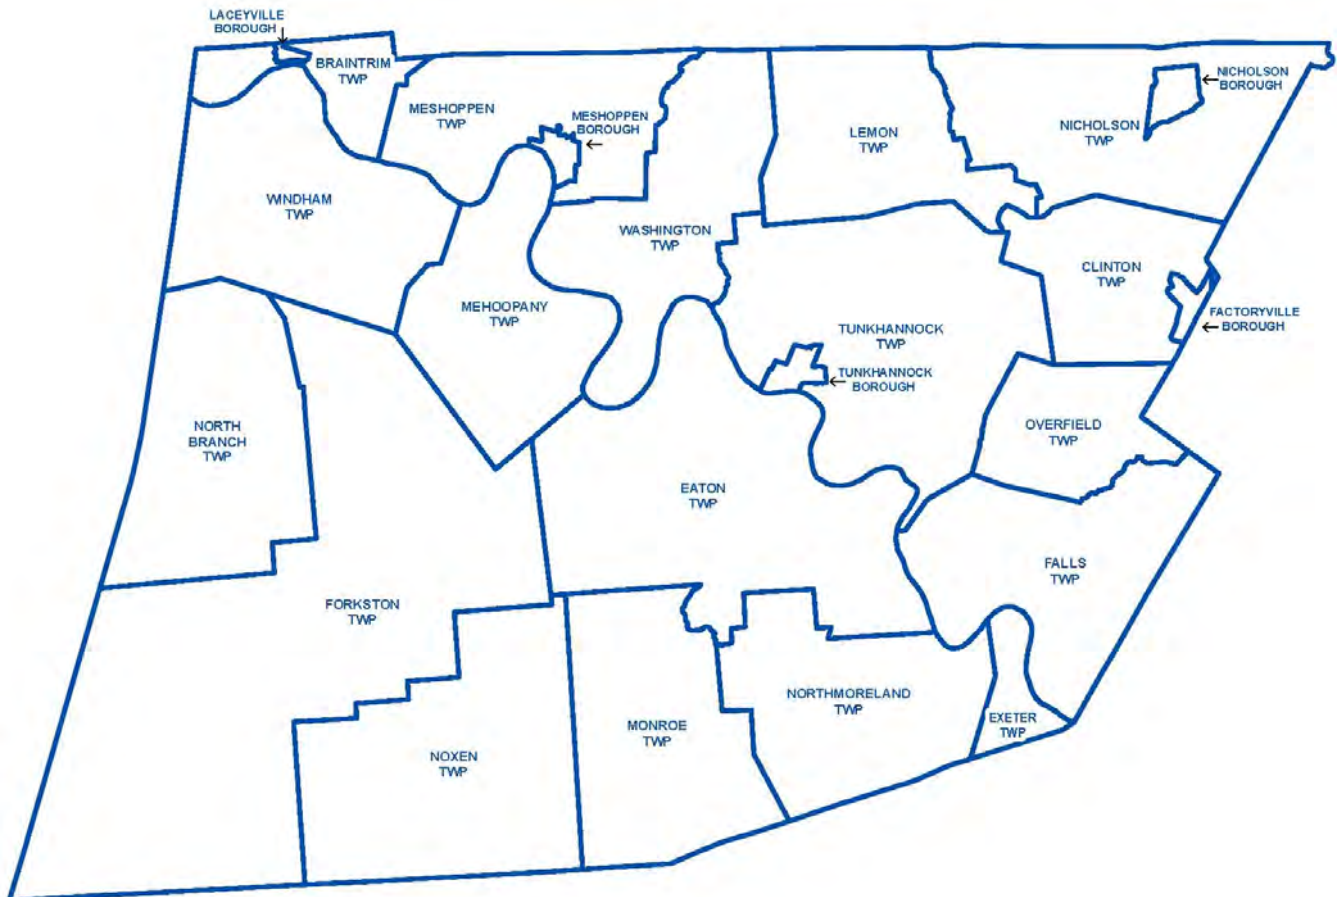 LACEYVILLE
BOROUGH
BRAINTRIM
TWP
MESHOPPEN
TWP
MESHOPPEN
BOROUGH
LEMON
TWP
NICHOLSON
TWP
NICHOLSON
BOROUGH
WINDHAM
TWP
WASHINGTON
TWP
CLINTON
TWP
MEHOOPANY
TWP
TUNKHANNOCK
TWP
FACTORYVILLE
BOROUGH
TUNKHANNOCK
BOROUGH
NORTH
BRANCH
TWP
OVERFIELD
TWP
EATON
TWP
FALLS
TWP
FORKSTON
TWP
NORTHMORELAND
TWP
EXETER
TWP
MONROE
TWP
NOXEN
TWP